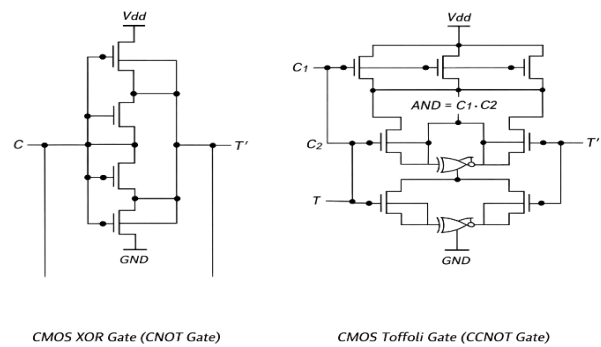 Vdd
C
T'
GND
CMOS XOR Gate (CNOT Gate)
Vdd
C1
AND = C1 · C2
C2
T'
T
GND
CMOS Toffoli Gate (CCNOT Gate)